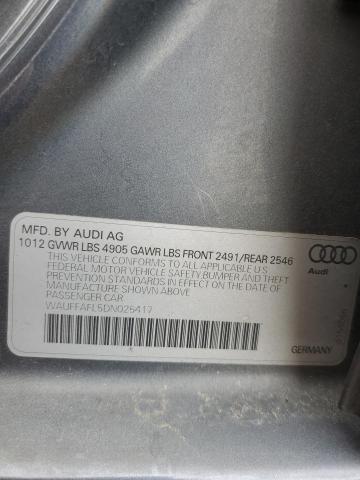 MFD. BY AUDI AG
1012 GVWR LBS 4905 GAWR LBS FRONT 2491/REAR 2546
THIS VEHICLE CONFORMS TO ALL APPLICABLE U.S
FEDERAL MOTOR VEHICLE SAFETY,BUMPER AND THEFT
PREVENTION STANDARDS IN EFFECT ON THE DATE OF
MANUFACTURE SHOWN ABOVE
PASSENGER CAR
WAUFFAFL5DN025417
Audi
GERMANY